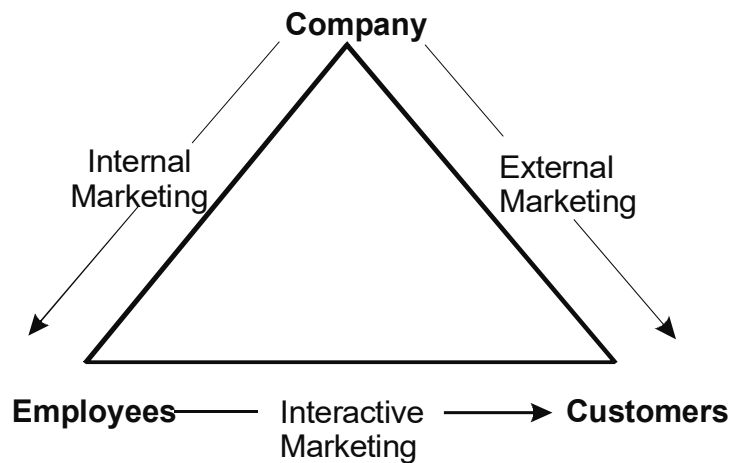 Company
Internal
Marketing
External
Marketing
Employees
Interactive
Marketing
Customers